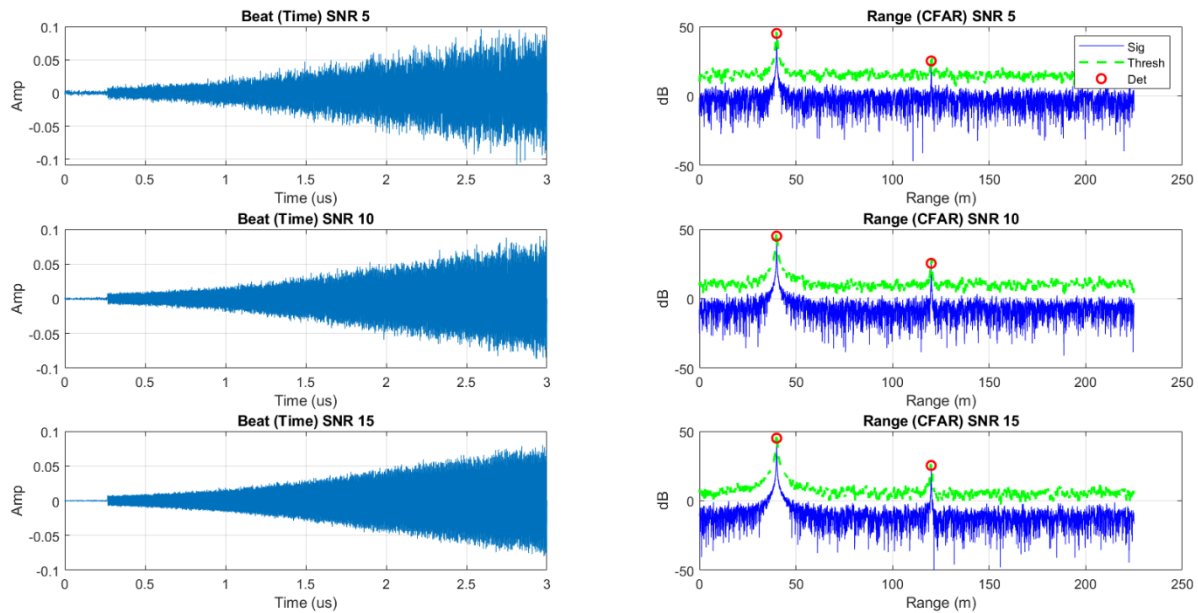 Beat (Time) SNR 5
0.1
0.05
0
-0.05
-0.1
Amp
0 0.5 1 1.5 2 2.5 3
Time (us)
Range (CFAR) SNR 5
50
0
-50
dB
Sig
Thresh
Det
0 50 100 150 200 250
Range (m)
Beat (Time) SNR 10
0.1
0.05
0
-0.05
-0.1
Amp
0 0.5 1 1.5 2 2.5 3
Time (us)
Range (CFAR) SNR 10
50
0
-50
dB
0 50 100 150 200 250
Range (m)
Beat (Time) SNR 15
0.1
0.05
0
-0.05
-0.1
Amp
0 0.5 1 1.5 2 2.5 3
Time (us)
Range (CFAR) SNR 15
50
0
-50
dB
0 50 100 150 200 250
Range (m)